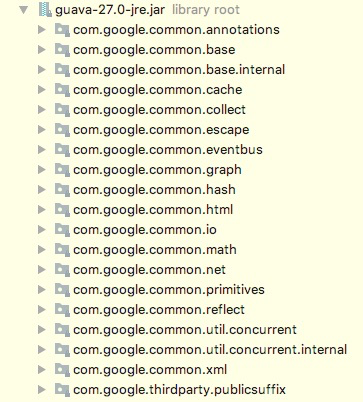 guava-27.0-jre.jar library root
com.google.common.annotations
com.google.common.base
com.google.common.base.internal
com.google.common.cache
com.google.common.collect
com.google.common.escape
com.google.common.eventbus
com.google.common.graph
com.google.common.hash
com.google.common.html
com.google.common.io
com.google.common.math
com.google.common.net
com.google.common.primitives
com.google.common.reflect
com.google.common.util.concurrent
com.google.common.util.concurrent.internal
com.google.common.xml
com.google.thirdparty.publicsuffix